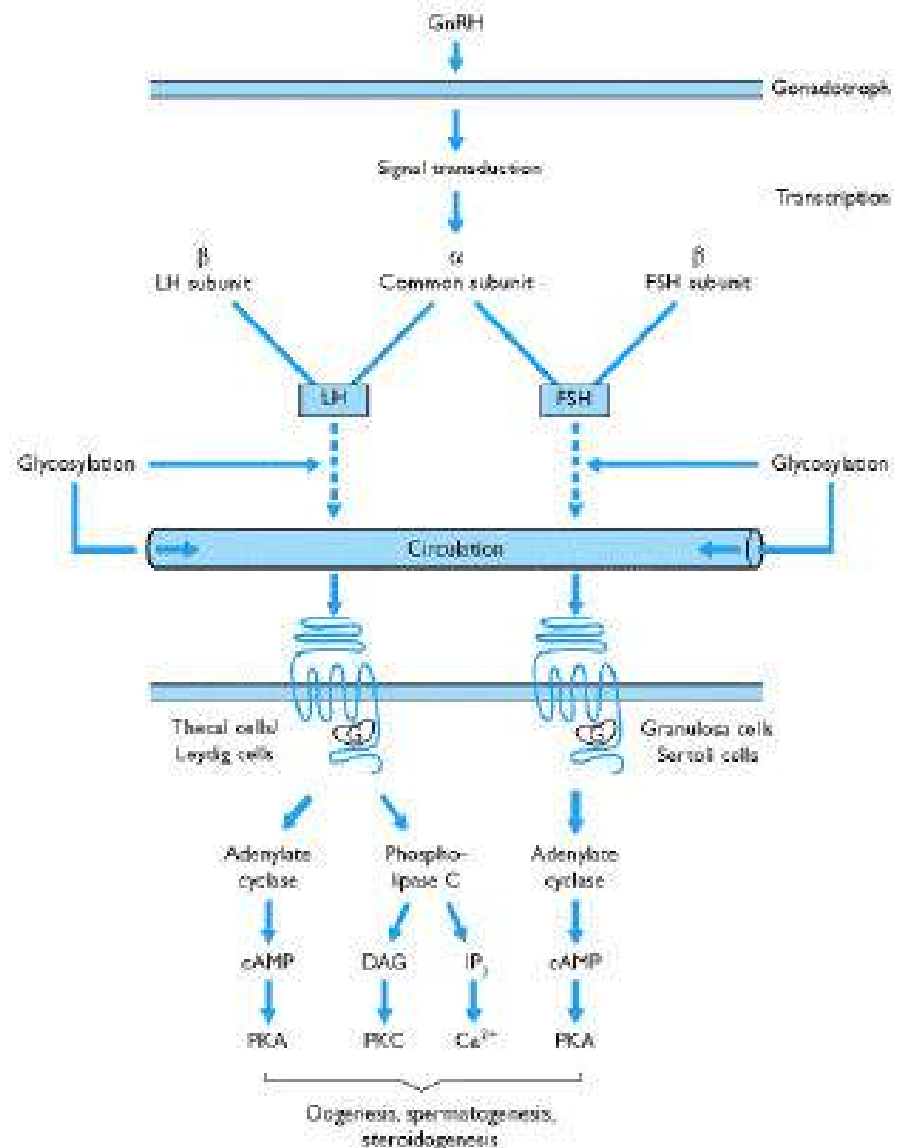 GnRH
Gonadotroph
Signal transduction
Transcription
β
LH subunit
α
Common subunit
β
FSH subunit
LH
FSH
Glycosylation
Glycosylation
Circulation
Thecal cells/
Leydig cells
G
G
Granulosa cells
Sertoli cells
Adenylate
cyclase
Phospho-
lipase C
Adenylate
cyclase
cAMP
DAG
IP₃
cAMP
PKA
PKC
Ca²⁺
PKA
Oogenesis, spermatogenesis,
steroidogenesis